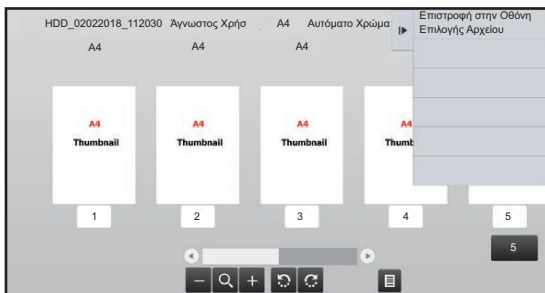 HDD_02022018_112030 Άγνωστος Χρήσ A4 Αυτόματο Χρώμα
Επιστροφή στην Οθόνη
Επιλογής Αρχείου
A4 A4 A4
A4 A4 A4 A4
Thumbnail Thumbnail Thumbnail Thumb
1 2 3 4 5
5